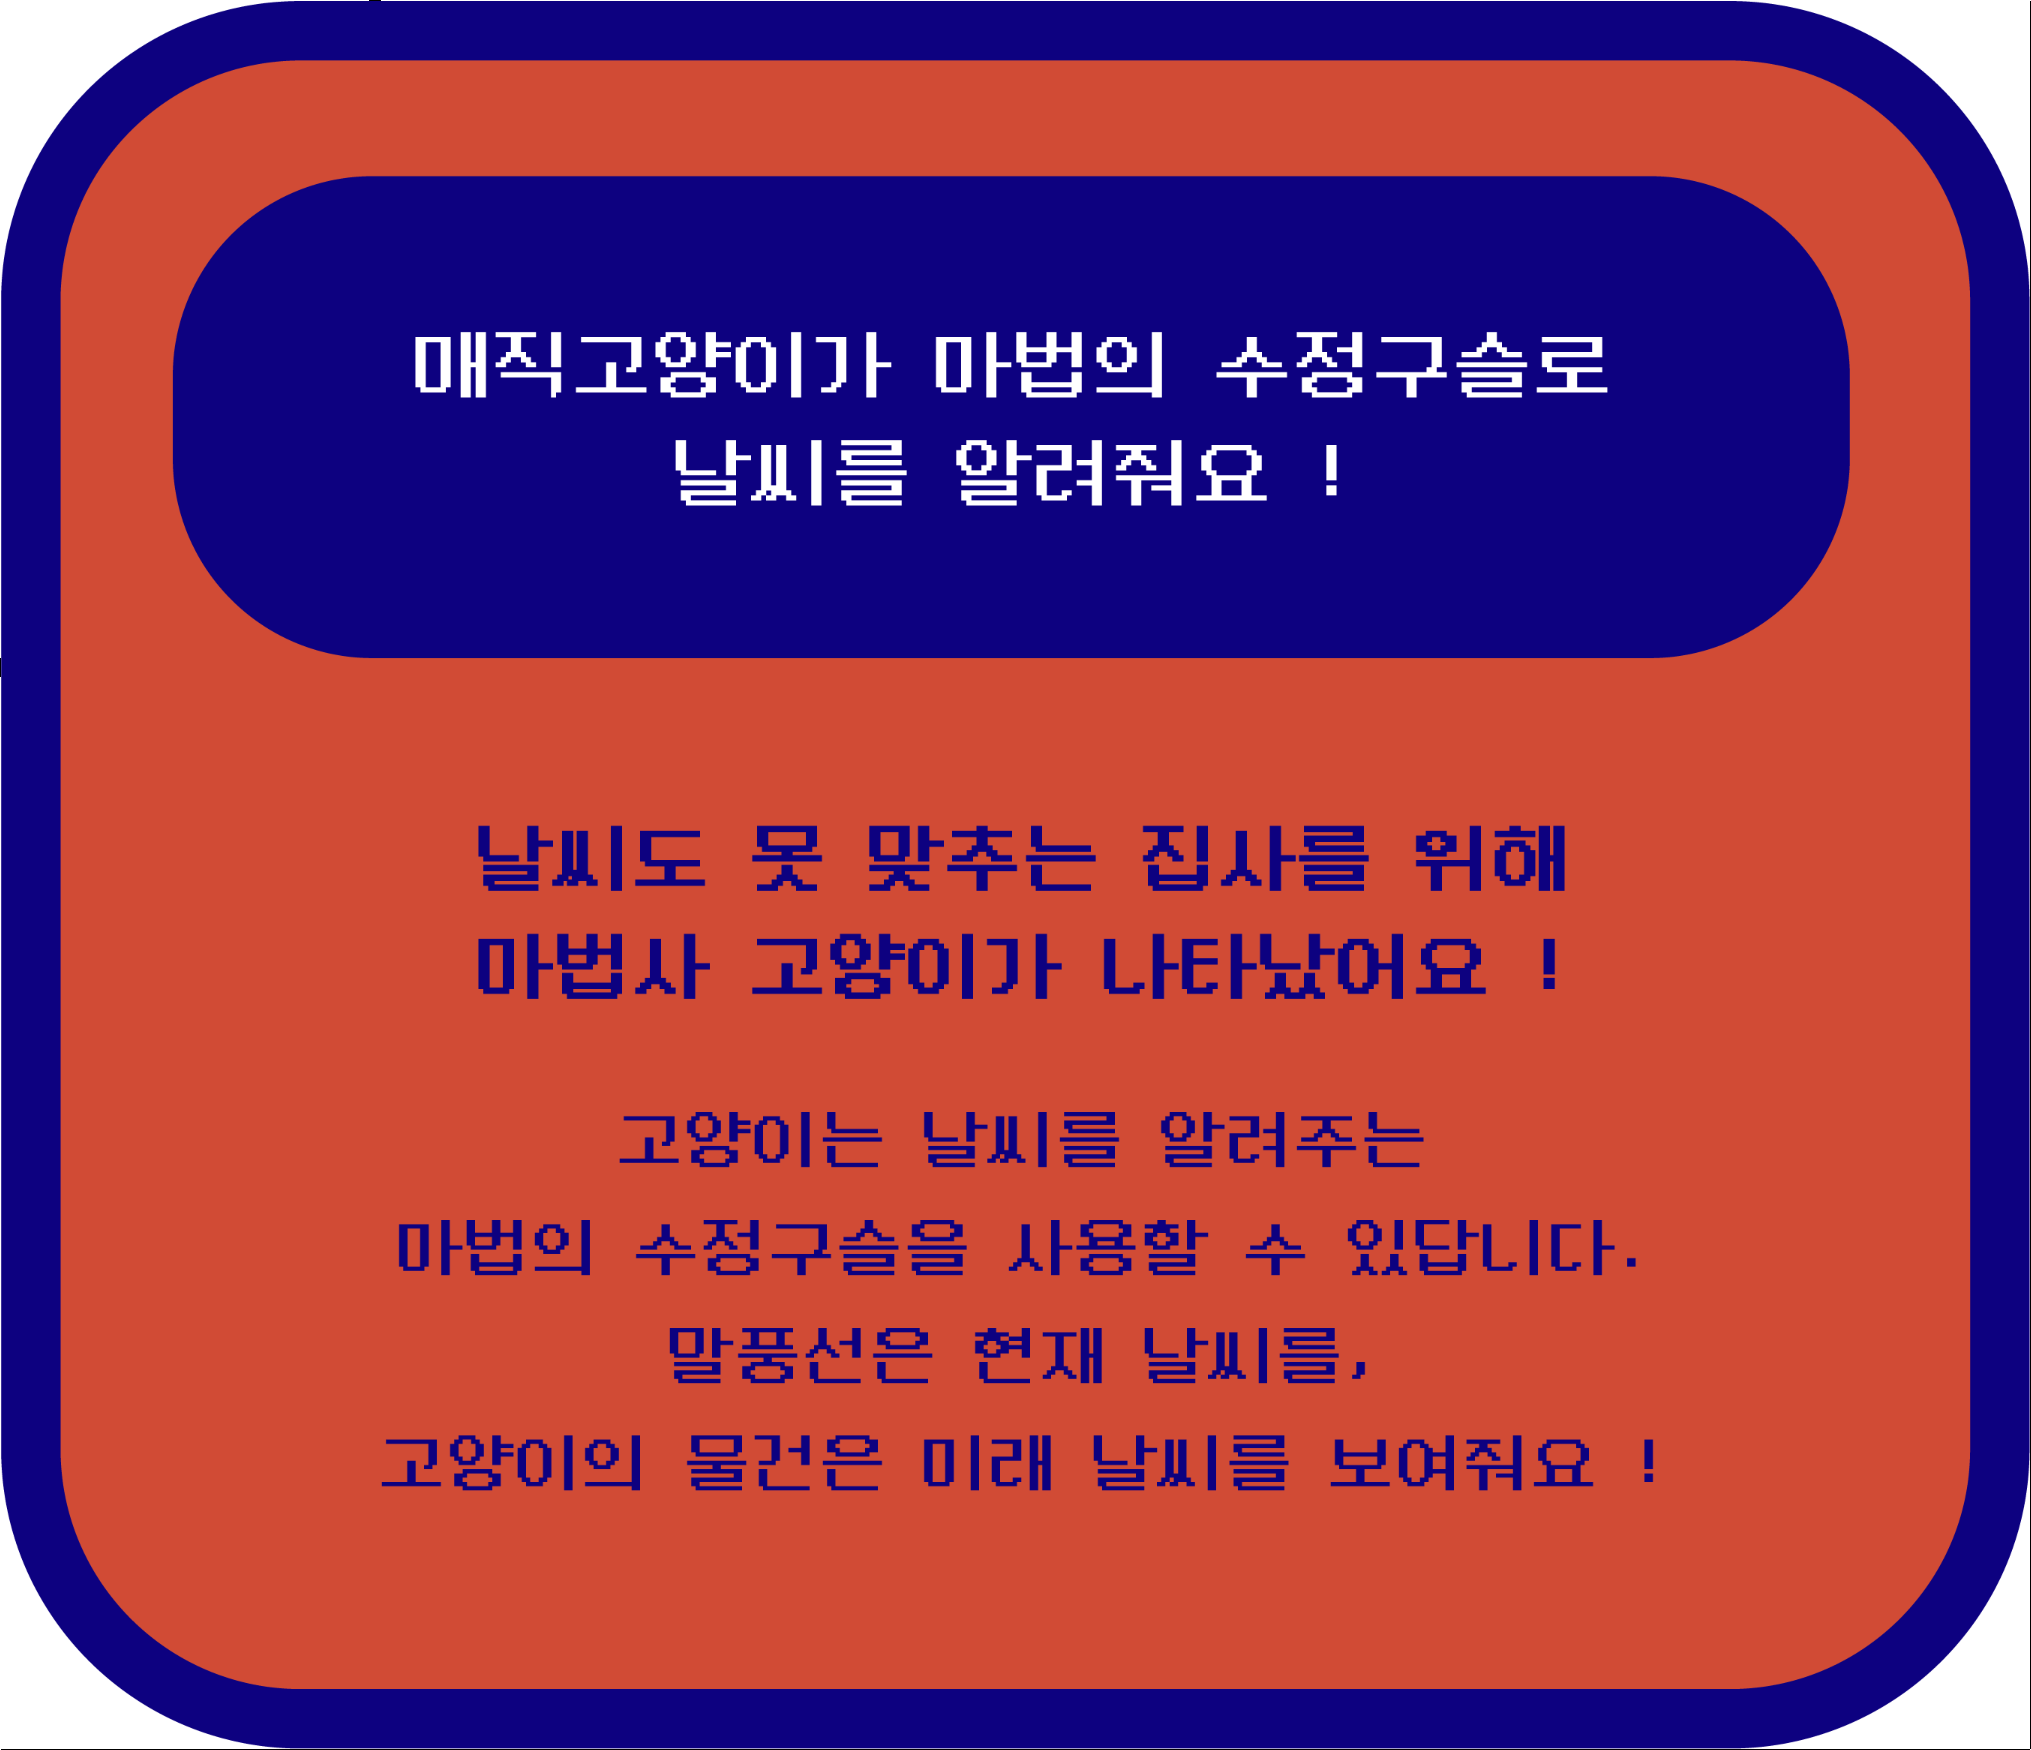 매직고양이가 마법의 수정구슬로
날씨를 알려줘요 !
날씨도 못 맞추는 집사를 위해
마법사 고양이가 나타났어요 !
고양이는 날씨를 알려주는
마법의 수정구슬을 사용할 수 있답니다.
말풍선은 현재 날씨를,
고양이의 물건은 미래 날씨를 보여줘요 !